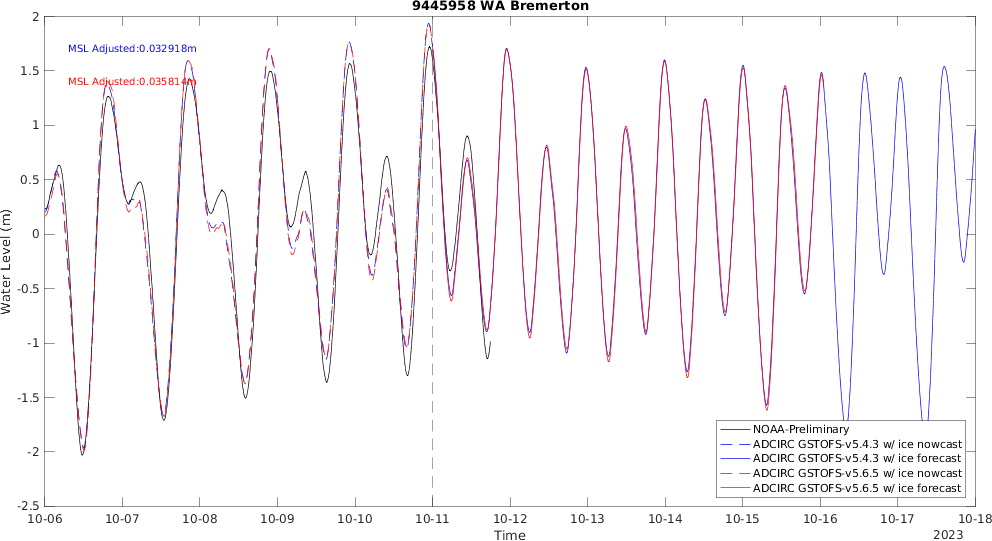 9445958 WA Bremerton
MSL Adjusted:0.032918m
MSL Adjusted:0.035814m
Water Level (m)
2
1.5
1
0.5
0
-0.5
-1
-1.5
-2
-2.5
NOAA-Preliminary
ADCIRC GSTOFS-v5.4.3 w/ ice nowcast
ADCIRC GSTOFS-v5.4.3 w/ ice forecast
ADCIRC GSTOFS-v5.6.5 w/ ice nowcast
ADCIRC GSTOFS-v5.6.5 w/ ice forecast
10-06 10-07 10-08 10-09 10-10 10-11 10-12 10-13 10-14 10-15 10-16 10-17 10-18
Time
2023